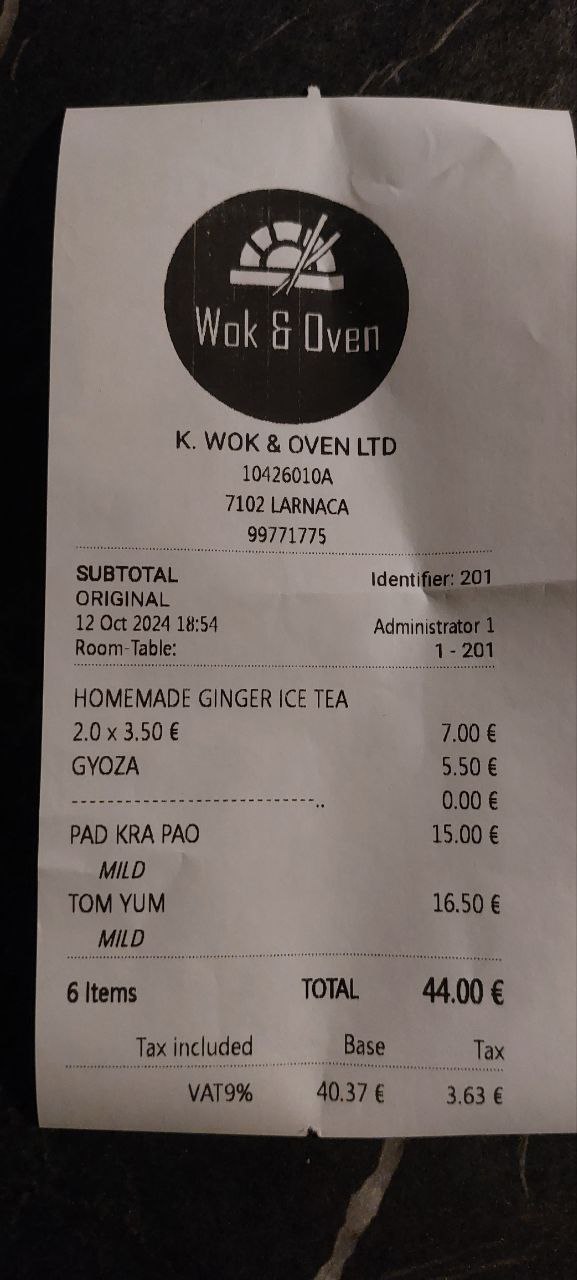 Wok & Oven
K. WOK & OVEN LTD
10426010A
7102 LARNACA
99771775
SUBTOTAL Identifier: 201
ORIGINAL
12 Oct 2024 18:54 Administrator 1
Room-Table: 1 - 201
HOMEMADE GINGER ICE TEA
2.0 x 3.50 € 7.00 €
GYOZA 5.50 €
---------------------------.. 0.00 €
PAD KRA PAO 15.00 €
MILD
TOM YUM 16.50 €
MILD
6 Items TOTAL 44.00 €
Tax included Base Tax
VAT9% 40.37 € 3.63 €